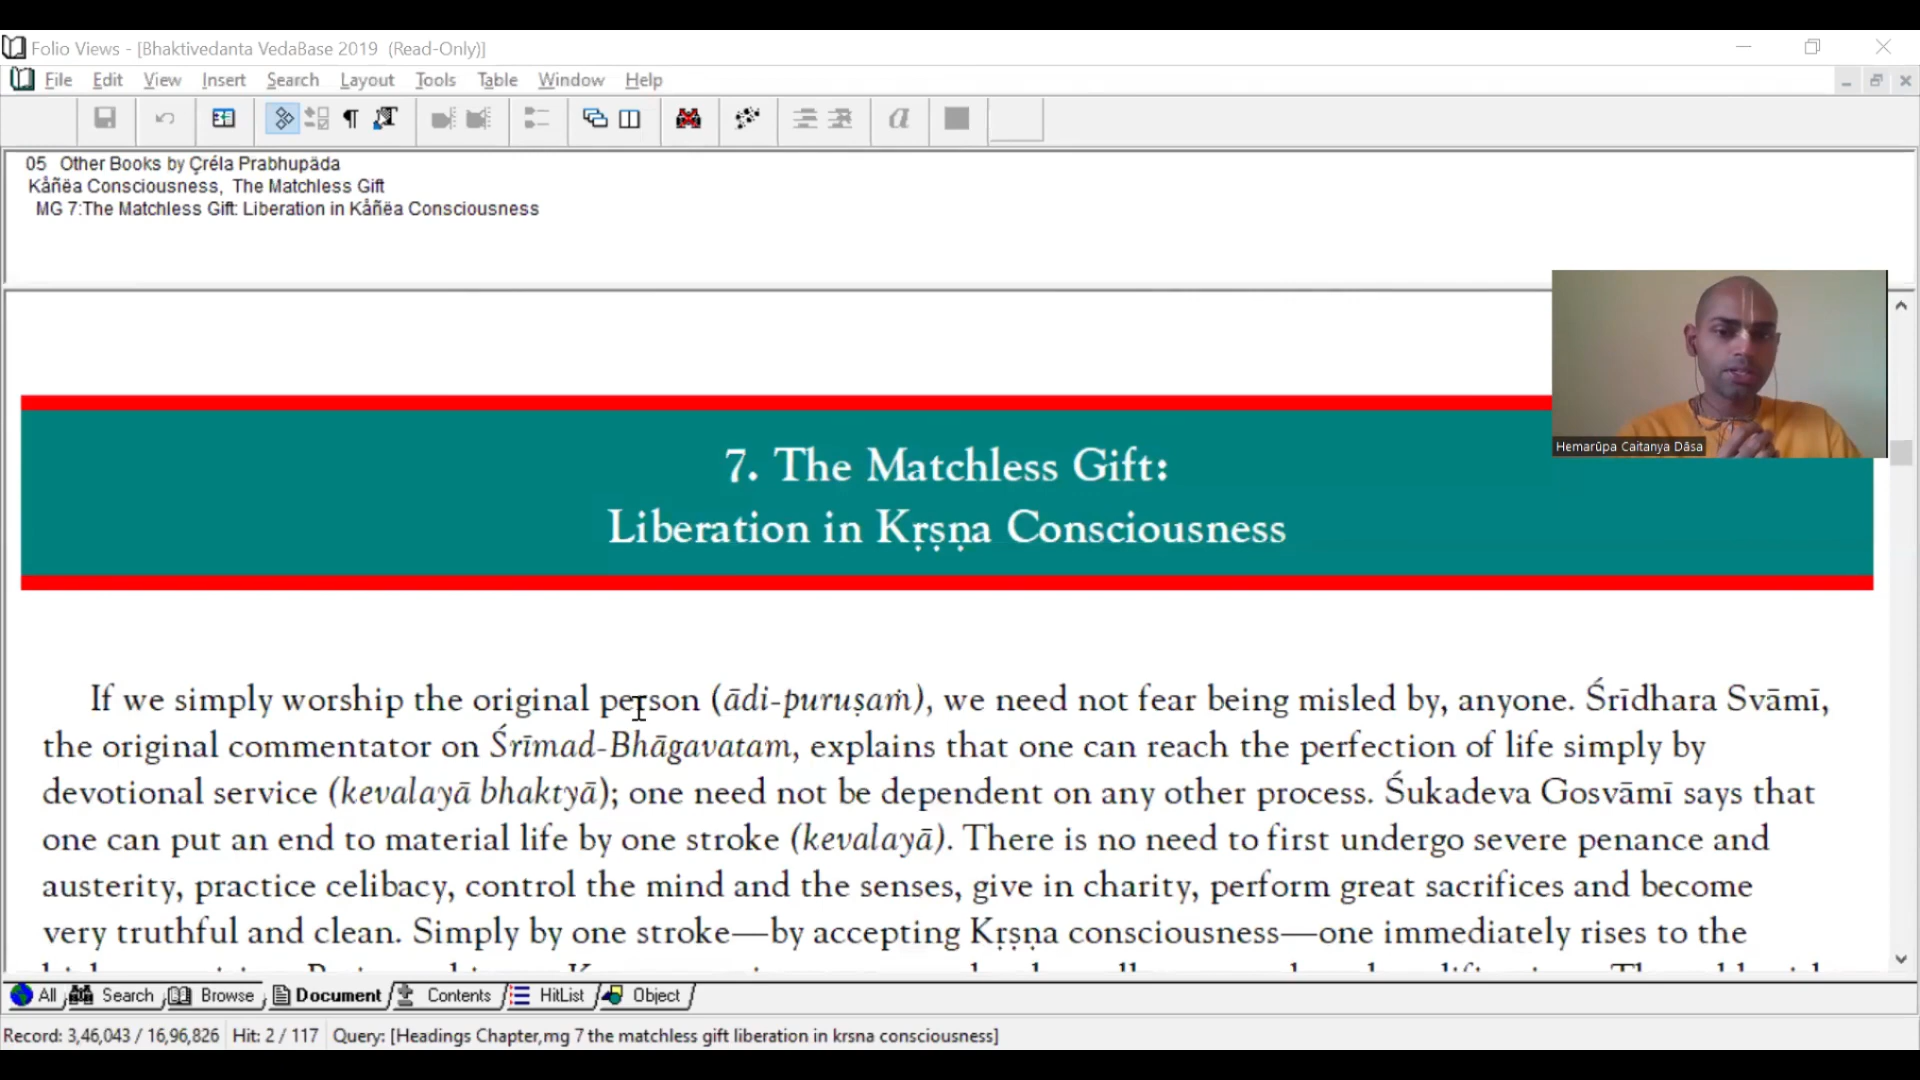 Folio Views - [Bhaktivedanta VedaBase 2019  (Read-Only)]
File Edit View Insert Search Layout Tools Table Window Help
05 Other Books by Çréla Prabhupäda
Kåñëa Consciousness, The Matchless Gift
MG 7:The Matchless Gift: Liberation in Kåñëa Consciousness
Hemarūpa Caitanya Dāsa
7. The Matchless Gift:
Liberation in Kṛṣṇa Consciousness
If we simply worship the original person (ādi-puruṣaṁ), we need not fear being misled by, anyone. Śrīdhara Svāmī,
the original commentator on Śrīmad-Bhāgavatam, explains that one can reach the perfection of life simply by
devotional service (kevalayā bhaktyā); one need not be dependent on any other process. Śukadeva Gosvāmī says that
one can put an end to material life by one stroke (kevalayā). There is no need to first undergo severe penance and
austerity, practice celibacy, control the mind and the senses, give in charity, perform great sacrifices and become
very truthful and clean. Simply by one stroke—by accepting Kṛṣṇa consciousness—one immediately rises to the
All Search Browse Document Contents HitList Object
Record: 3,46,043 / 16,96,826 Hit: 2 / 117 Query: [Headings Chapter,mg 7 the matchless gift liberation in krsna consciousness]